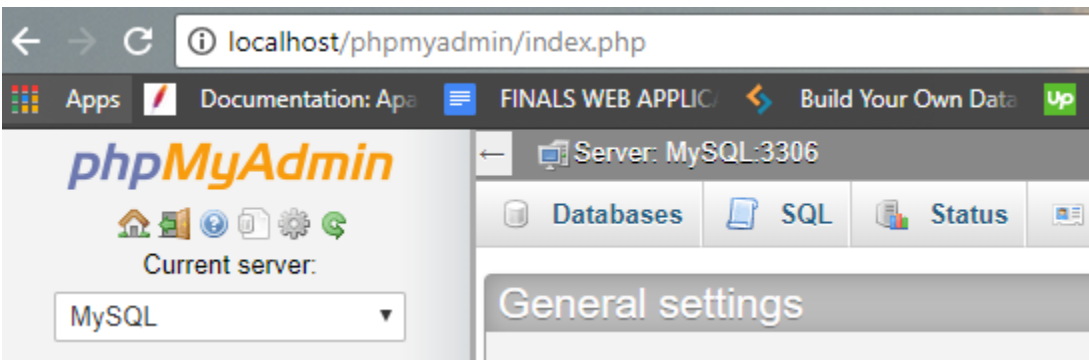 localhost/phpmyadmin/index.php
Apps Documentation: Apa FINALS WEB APPLIC Build Your Own Data Up
phpMyAdmin
Server: MySQL:3306
Databases SQL Status
Current server:
MySQL
General settings